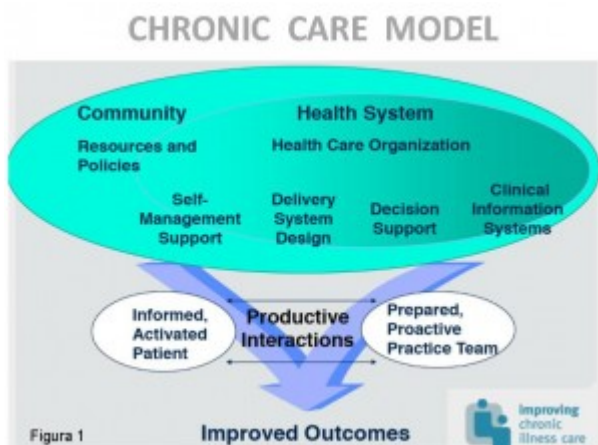 CHRONIC CARE MODEL
Community
Resources and
Policies
Health System
Health Care Organization
Self-
Management
Support
Delivery
System
Design
Decision
Support
Clinical
Information
Systems
Informed,
Activated
Patient
Productive
Interactions
Prepared,
Proactive
Practice Team
Improved Outcomes
Figura 1
improving
chronic
illness care